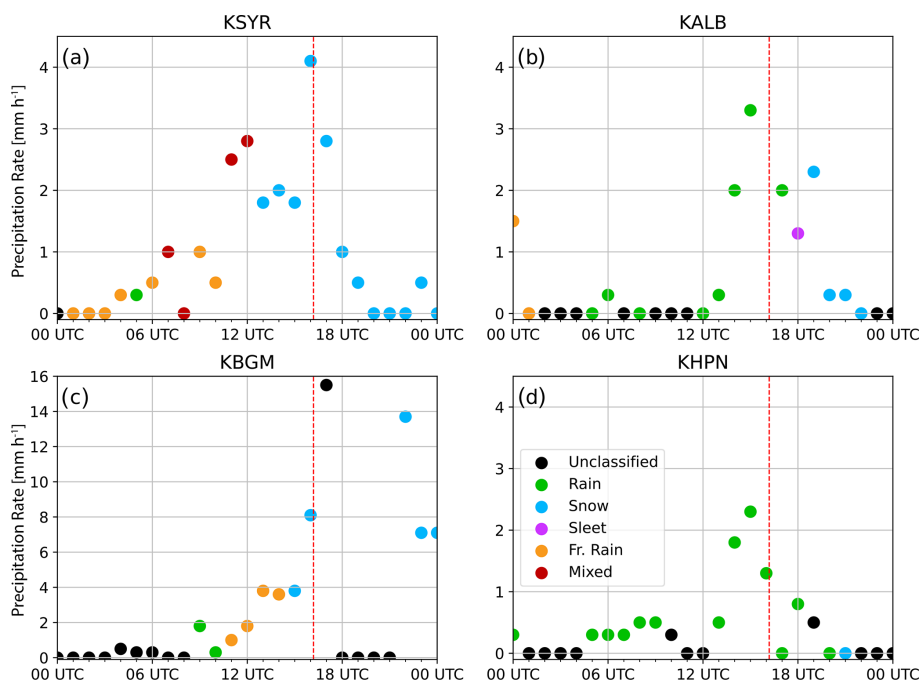 KSYR
KALB
(a)
(b)
Precipitation Rate [mm h⁻¹]
4
3
2
1
0
00 UTC 06 UTC 12 UTC 18 UTC 00 UTC
4
3
2
1
0
00 UTC 06 UTC 12 UTC 18 UTC 00 UTC
KBGM
KHPN
(c)
(d)
Precipitation Rate [mm h⁻¹]
16
14
12
10
8
6
4
2
0
00 UTC 06 UTC 12 UTC 18 UTC 00 UTC
4
3
2
1
0
Unclassified
Rain
Snow
Sleet
Fr. Rain
Mixed
00 UTC 06 UTC 12 UTC 18 UTC 00 UTC